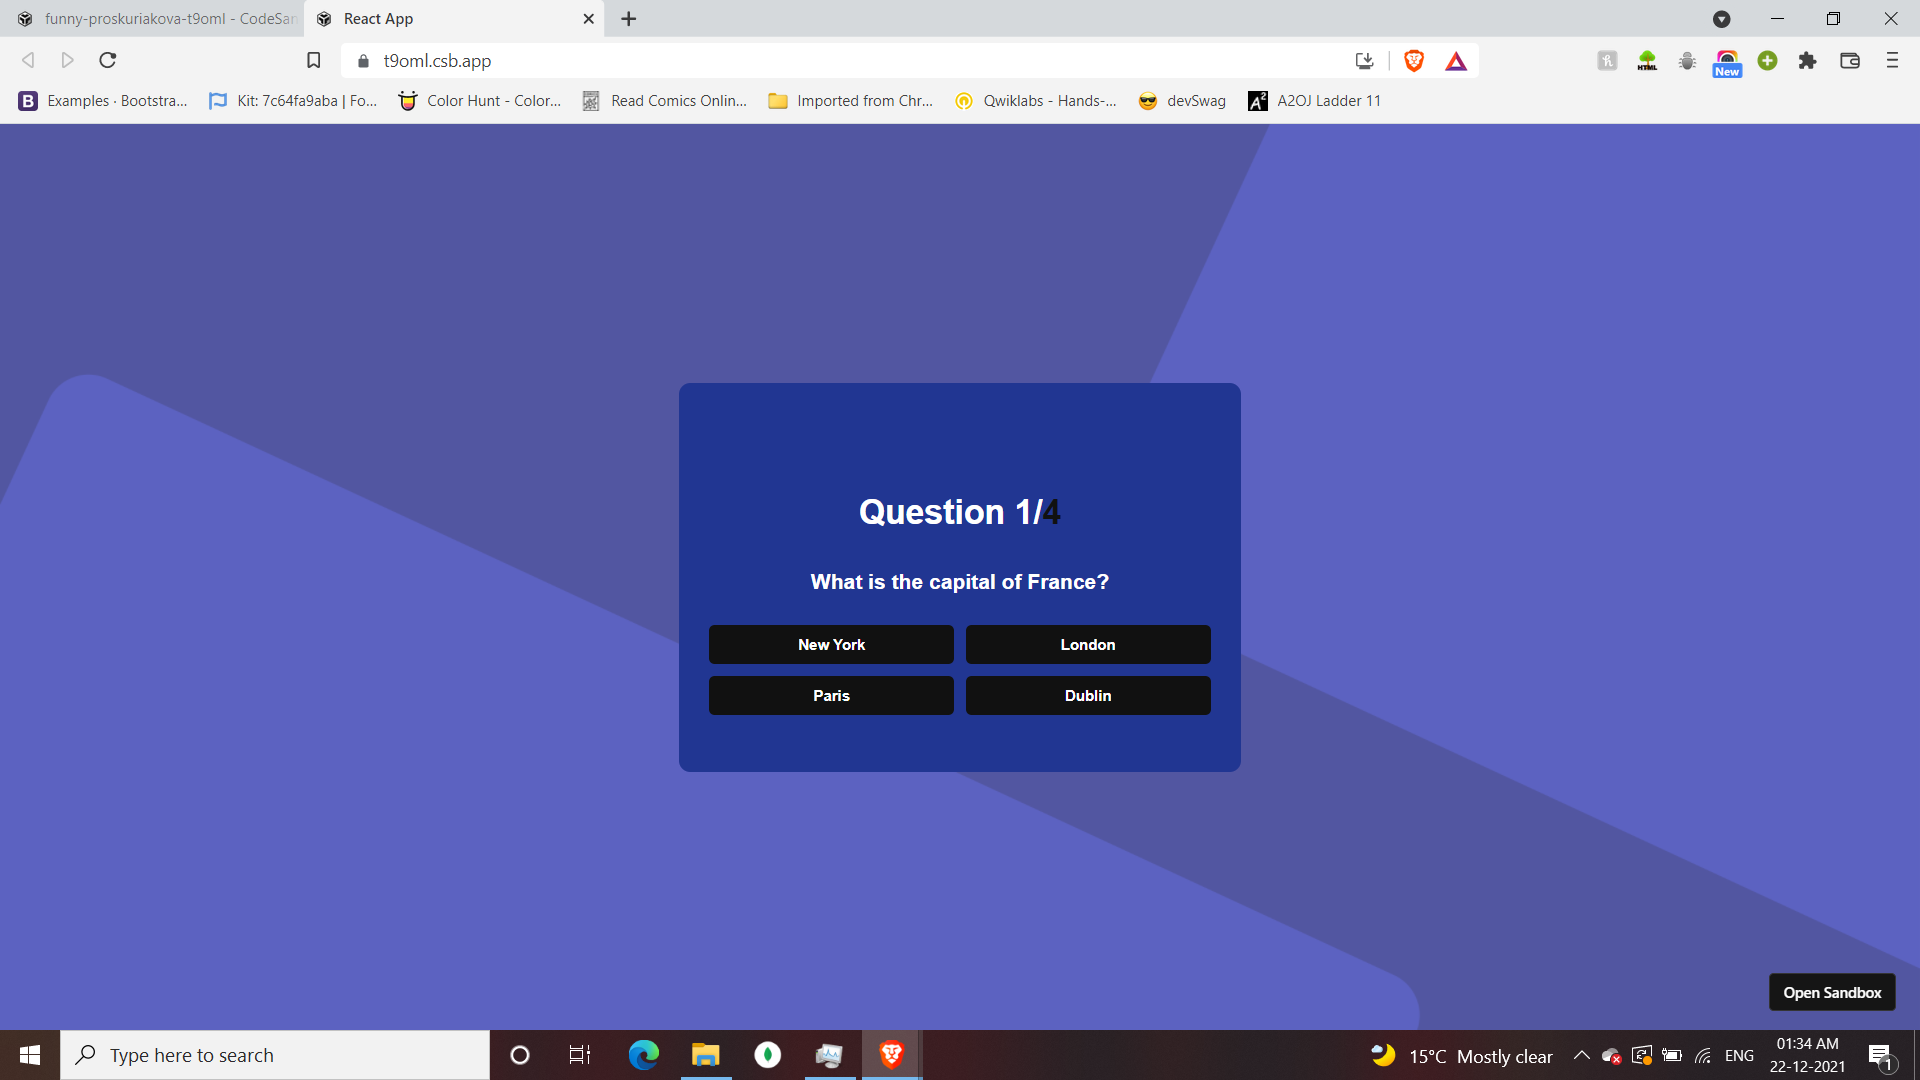 funny-proskuriakova-t9oml - CodeSan
React App
t9oml.csb.app
HTML
New
B Examples · Bootstra...
Kit: 7c64fa9aba | Fo...
Color Hunt - Color...
Read Comics Onlin...
Imported from Chr...
Qwiklabs - Hands-...
devSwag
A2 A2OJ Ladder 11
Question 1/4
What is the capital of France?
New York
London
Paris
Dublin
Open Sandbox
Type here to search
15°C Mostly clear
ENG
01:34 AM
22-12-2021
1